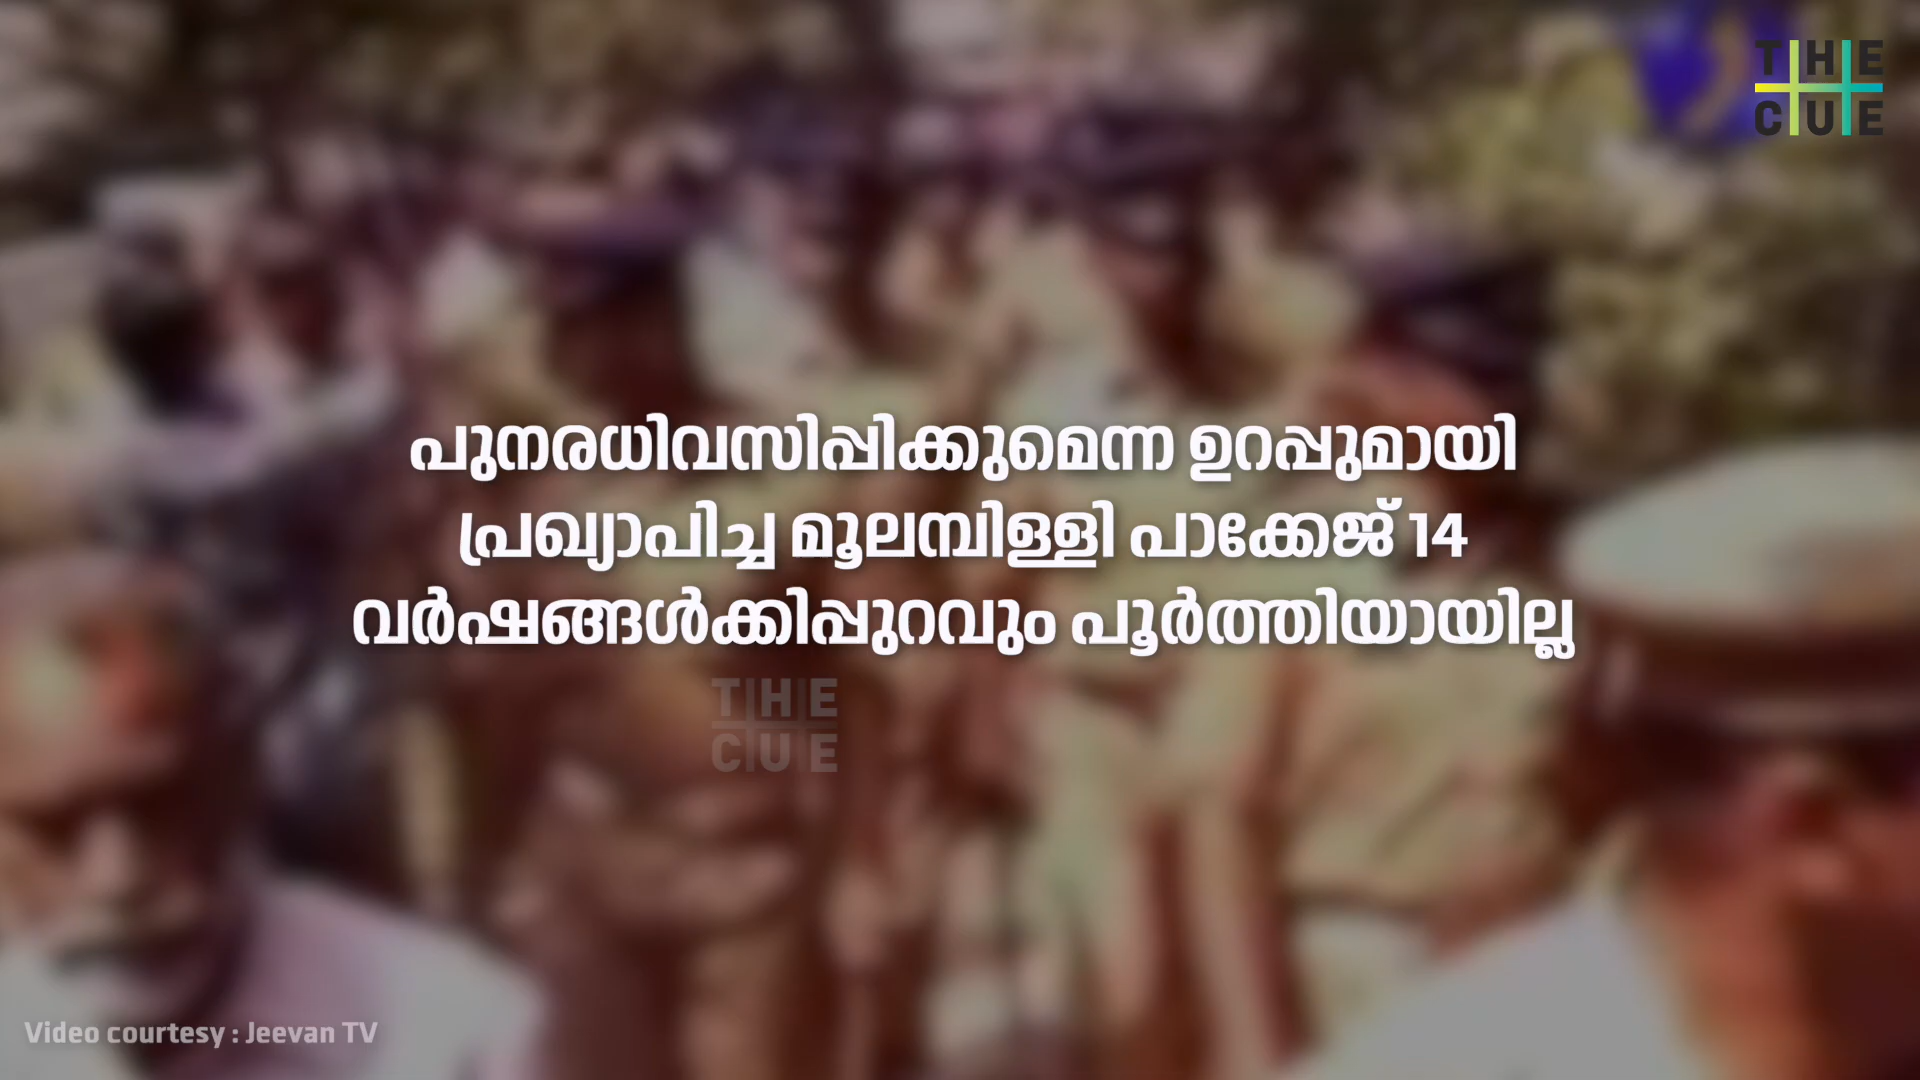 THE
CUE
പുനരധിവസിപ്പിക്കുമെന്ന ഉറപ്പുമായി
പ്രഖ്യാപിച്ച മൂലമ്പിള്ളി പാക്കേജ് 14
വർഷങ്ങൾക്കിപ്പുറവും പൂർത്തിയായില്ല
THE
CUE
Video courtesy : Jeevan TV